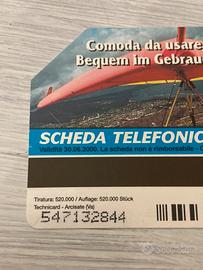 Comoda da usare
Bequem im Gebrau
SCHEDA TELEFONIC
Validità 30.06.2000. La scheda non è rimborsabile - G
Tiratura: 520.000 / Auflage: 520.000 Stück
Technicard - Arcisate (Va)
547132844
subito